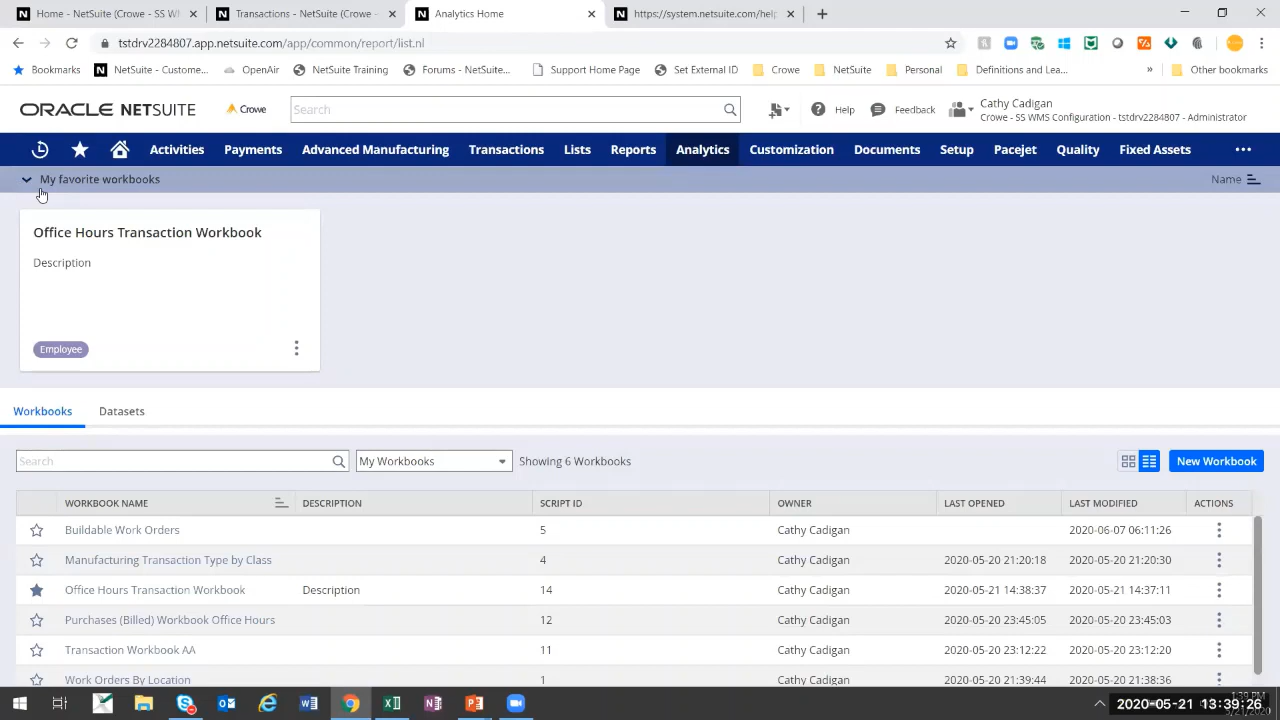 Home - NetSuite (Crowe - SS W
Transactions - NetSuite (Crowe -
Analytics Home
https://system.netsuite.com/help
tstdrv2284807.app.netsuite.com/app/common/report/list.nl
Bookmarks
NetSuite - Custome...
OpenAir
NetSuite Training
Forums - NetSuite...
Support Home Page
Set External ID
Crowe
NetSuite
Personal
Definitions and Lea...
»
Other bookmarks
ORACLE NETSUITE
Crowe
Search
Help
Feedback
Cathy Cadigan
Crowe - SS WMS Configuration - tstdrv2284807 - Administrator
Activities
Payments
Advanced Manufacturing
Transactions
Lists
Reports
Analytics
Customization
Documents
Setup
Pacejet
Quality
Fixed Assets
My favorite workbooks
Name
Office Hours Transaction Workbook
Description
Employee
Workbooks
Datasets
Search
My Workbooks
Showing 6 Workbooks
New Workbook
WORKBOOK NAME DESCRIPTION SCRIPT ID OWNER LAST OPENED LAST MODIFIED ACTIONS
Buildable Work Orders 5 Cathy Cadigan 2020-06-07 06:11:26
Manufacturing Transaction Type by Class 4 Cathy Cadigan 2020-05-20 21:20:18 2020-05-20 21:20:30
Office Hours Transaction Workbook Description 14 Cathy Cadigan 2020-05-21 14:38:37 2020-05-21 14:37:11
Purchases (Billed) Workbook Office Hours 12 Cathy Cadigan 2020-05-20 23:45:05 2020-05-20 23:45:03
Transaction Workbook AA 11 Cathy Cadigan 2020-05-20 23:12:22 2020-05-20 23:12:20
Work Orders By Location 1 Cathy Cadigan 2020-05-20 21:39:44 2020-05-20 21:38:36
1:39 PM
2020-05-21 13:39:26